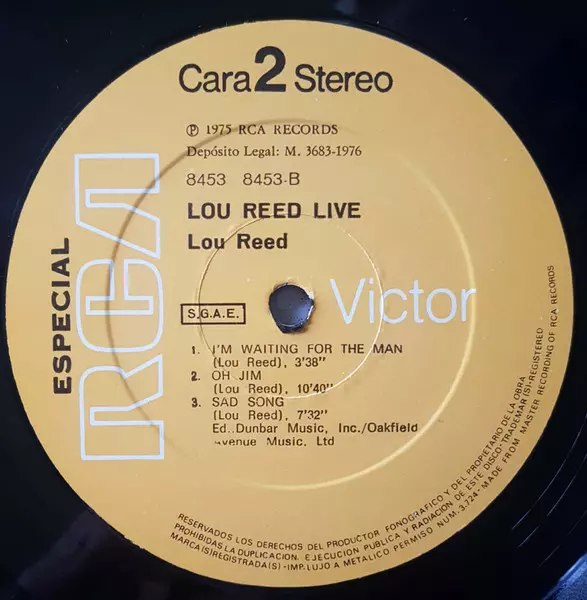 Cara 2 Stereo
℗ 1975 RCA RECORDS
Depósito Legal: M. 3683-1976
8453 8453-B
LOU REED LIVE
Lou Reed
ESPECIAL
RCA
Victor
S.G.A.E.
1. I'M WAITING FOR THE MAN
(Lou Reed), 3'38"
2. OH JIM
(Lou Reed), 10'40"
3. SAD SONG
(Lou Reed), 7'32"
Ed. Dunbar Music, Inc./Oakfield
Avenue Music, Ltd
RESERVADOS LOS DERECHOS DEL PRODUCTOR FONOGRAFICO Y DEL PROPIETARIO DE LA OBRA
PROHIBIDAS LA DUPLICACION. EJECUCION PUBLICA Y RADIACION DE ESTE DISCO-TRADEMAR (S)-REGISTERED
MARCA(S)REGISTRADA(S)-IMP. LUJO A METALICO PERMISO NUM. 3.724-MADE FROM MASTER RECORDING OF RCA RECORDS